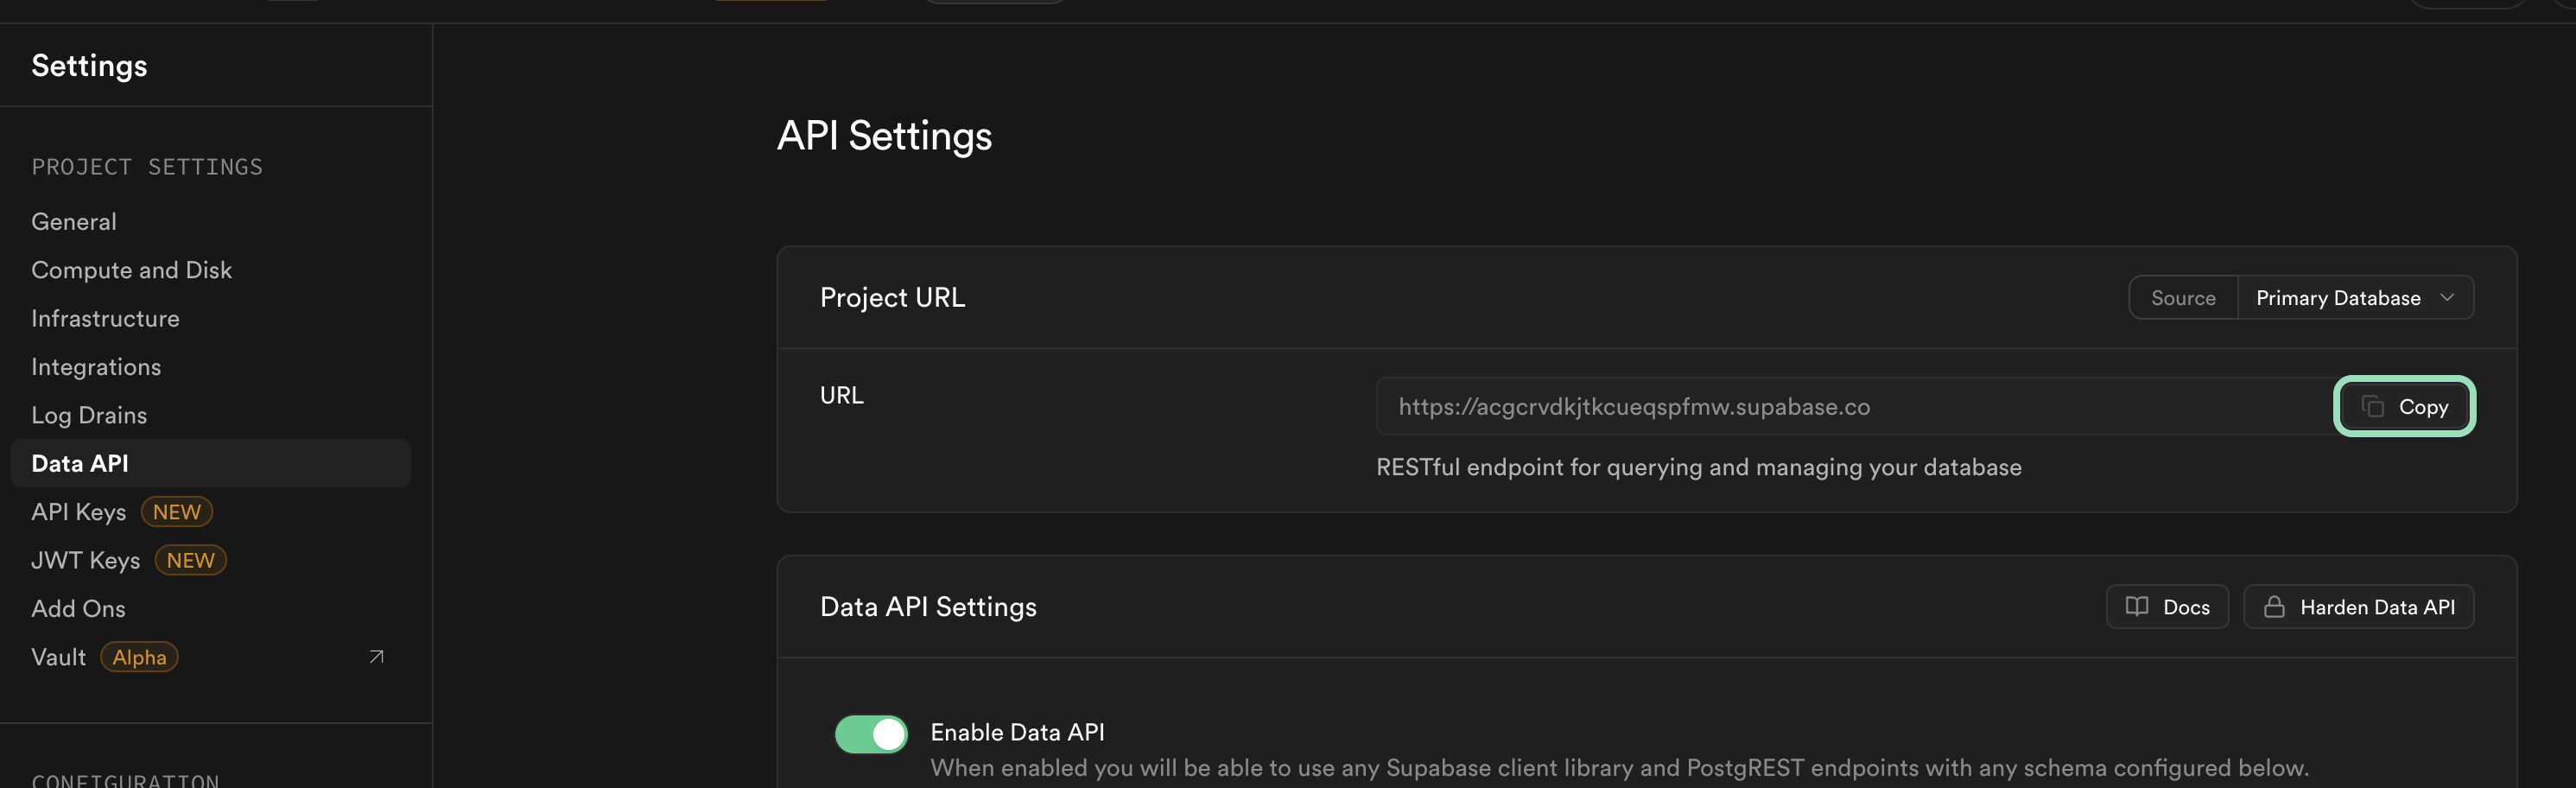 Settings
PROJECT SETTINGS
General
Compute and Disk
Infrastructure
Integrations
Log Drains
Data API
API Keys NEW
JWT Keys NEW
Add Ons
Vault Alpha
CONFIGURATION
API Settings
Project URL
Source Primary Database
URL
https://acgcrvdkjtkcueqspfmw.supabase.co
Copy
RESTful endpoint for querying and managing your database
Data API Settings
Docs
Harden Data API
Enable Data API
When enabled you will be able to use any Supabase client library and PostgREST endpoints with any schema configured below.